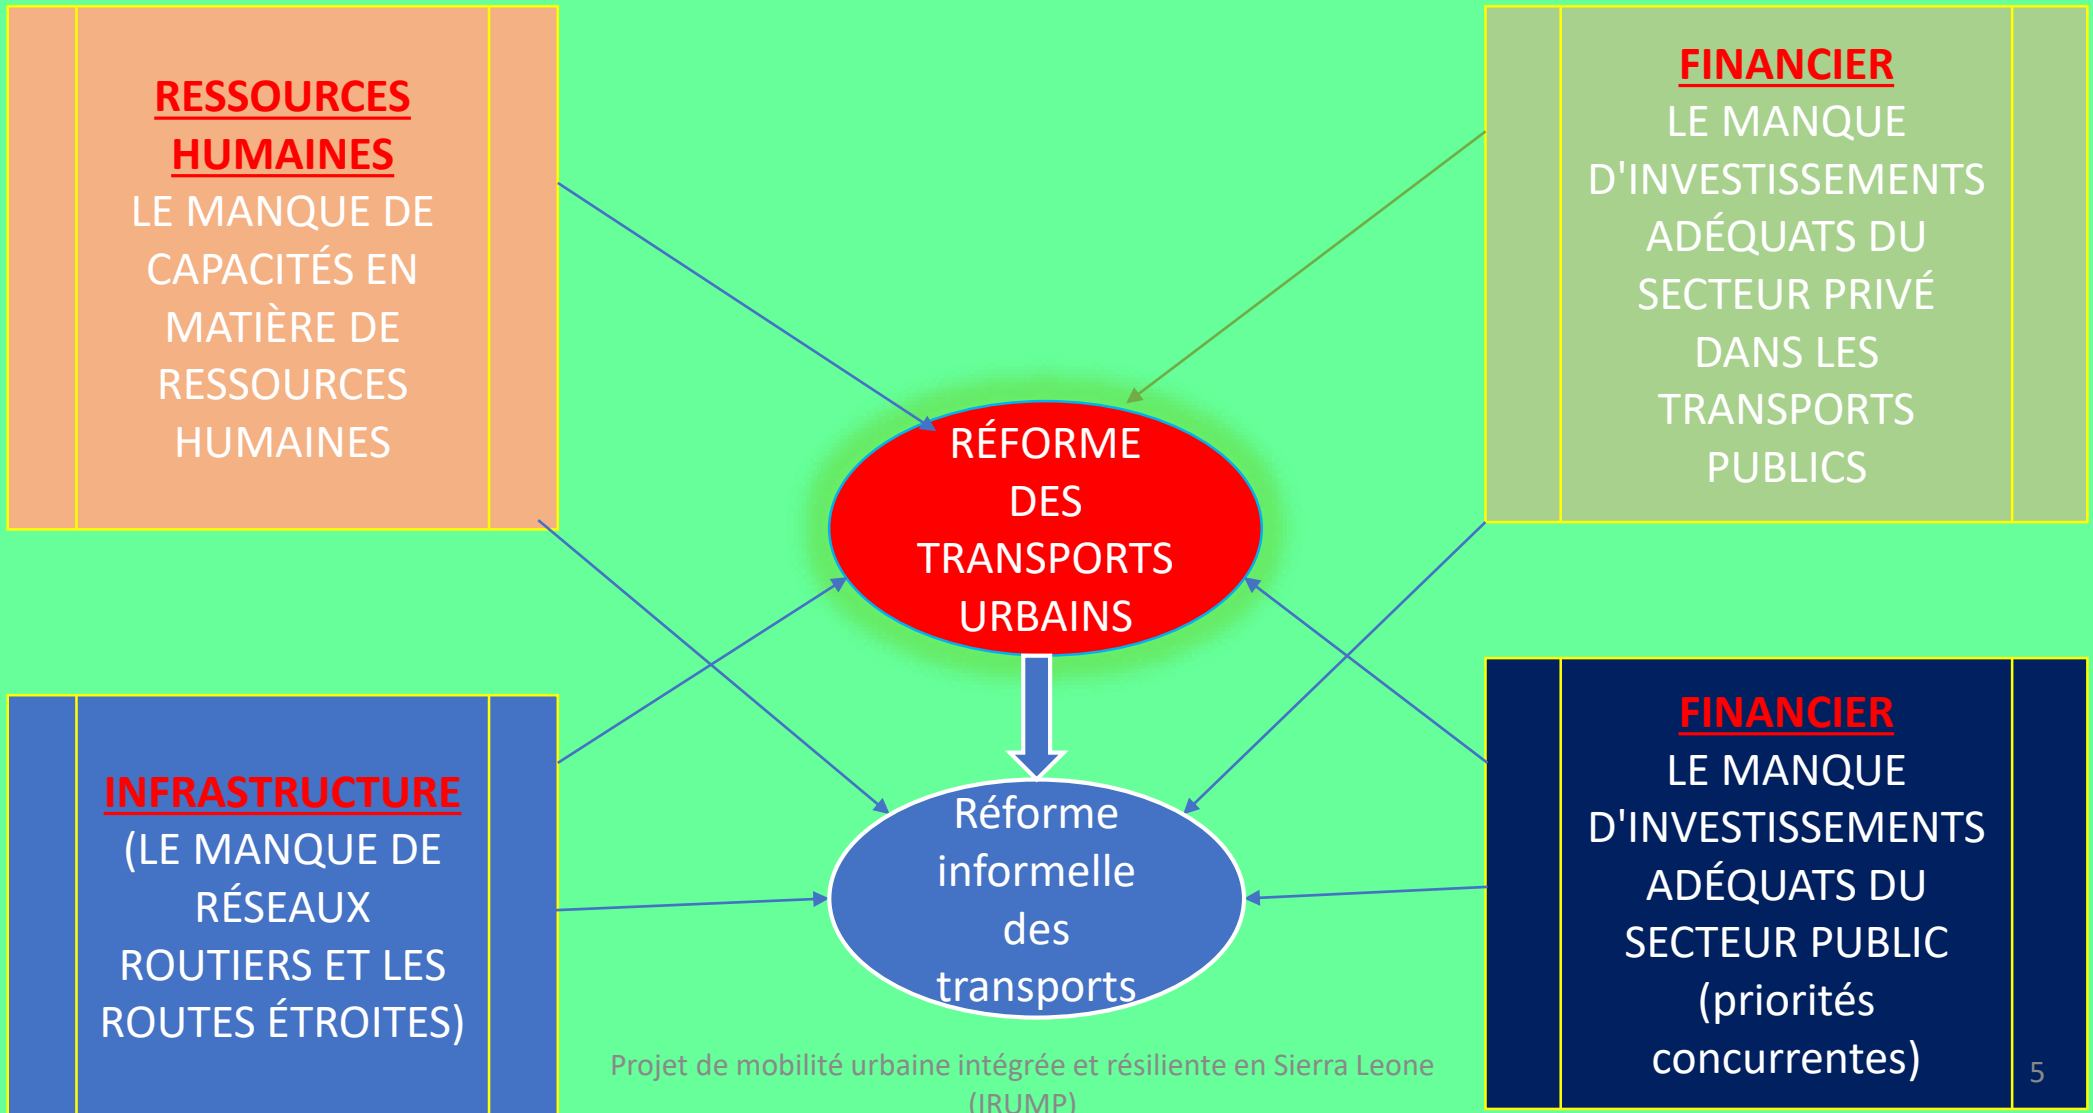 RESSOURCES
HUMAINES
LE MANQUE DE
CAPACITÉS EN
MATIÈRE DE
RESSOURCES
HUMAINES
FINANCIER
LE MANQUE
D'INVESTISSEMENTS
ADÉQUATS DU
SECTEUR PRIVÉ
DANS LES
TRANSPORTS
PUBLICS
RÉFORME
DES
TRANSPORTS
URBAINS
INFRASTRUCTURE
(LE MANQUE DE
RÉSEAUX
ROUTIERS ET LES
ROUTES ÉTROITES)
Réforme
informelle
des
transports
FINANCIER
LE MANQUE
D'INVESTISSEMENTS
ADÉQUATS DU
SECTEUR PUBLIC
(priorités
concurrentes)
Projet de mobilité urbaine intégrée et résiliente en Sierra Leone
(IRUMP)
5